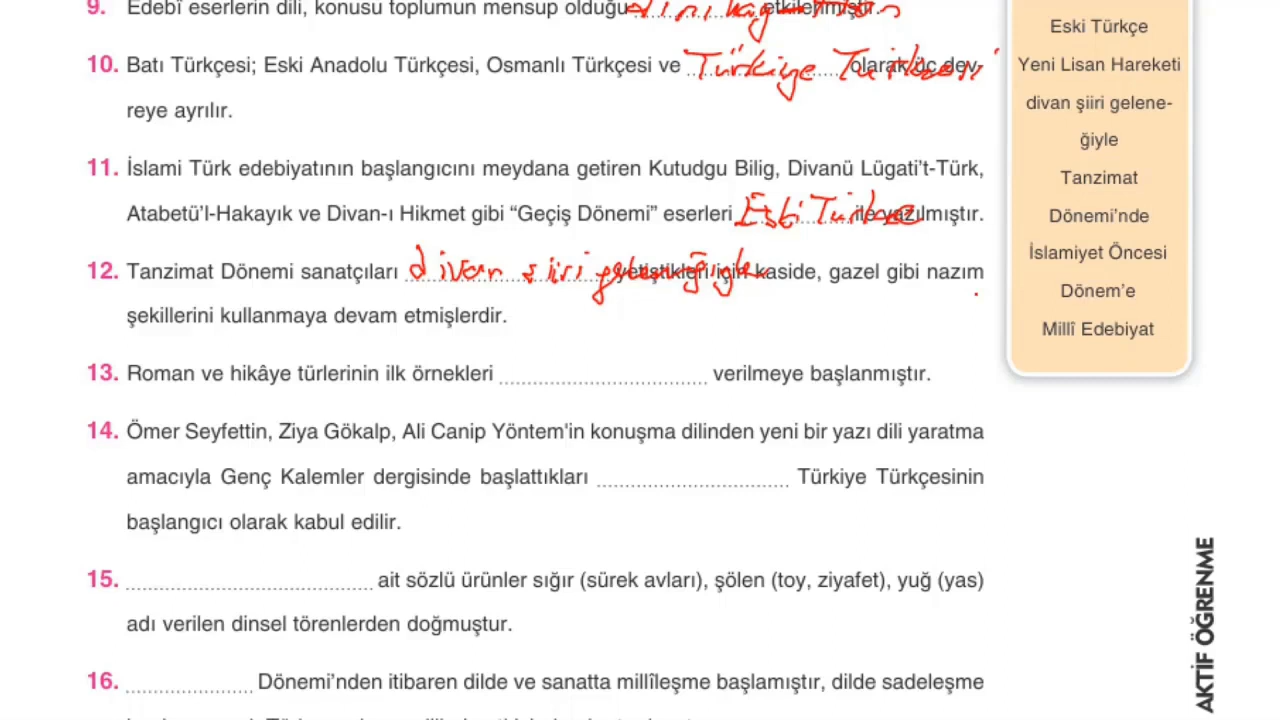 9. Edebî eserlerin dili, konusu toplumun mensup olduğu etkilenmiştir.
10. Batı Türkçesi; Eski Anadolu Türkçesi, Osmanlı Türkçesi ve Türkiye Türkçesi olarak üç dev-
reye ayrılır.
11. İslami Türk edebiyatının başlangıcını meydana getiren Kutudgu Bilig, Divanü Lügati’t-Türk,
Atabetü’l-Hakayık ve Divan-ı Hikmet gibi “Geçiş Dönemi” eserleri Eski Türkçe ile yazılmıştır.
12. Tanzimat Dönemi sanatçıları divan şiiri geleneğiyle yetiştikleri için kaside, gazel gibi nazım
şekillerini kullanmaya devam etmişlerdir.
13. Roman ve hikâye türlerinin ilk örnekleri .................................. verilmeye başlanmıştır.
14. Ömer Seyfettin, Ziya Gökalp, Ali Canip Yöntem'in konuşma dilinden yeni bir yazı dili yaratma
amacıyla Genç Kalemler dergisinde başlattıkları ................................ Türkiye Türkçesinin
başlangıcı olarak kabul edilir.
15. ......................................... ait sözlü ürünler sığır (sürek avları), şölen (toy, ziyafet), yuğ (yas)
adı verilen dinsel törenlerden doğmuştur.
16. ..................... Dönemi’nden itibaren dilde ve sanatta millîleşme başlamıştır, dilde sadeleşme
Eski Türkçe
Yeni Lisan Hareketi
divan şiiri gelene-
ğiyle
Tanzimat
Dönemi’nde
İslamiyet Öncesi
Dönem’e
Millî Edebiyat
AKTİF ÖĞRENME